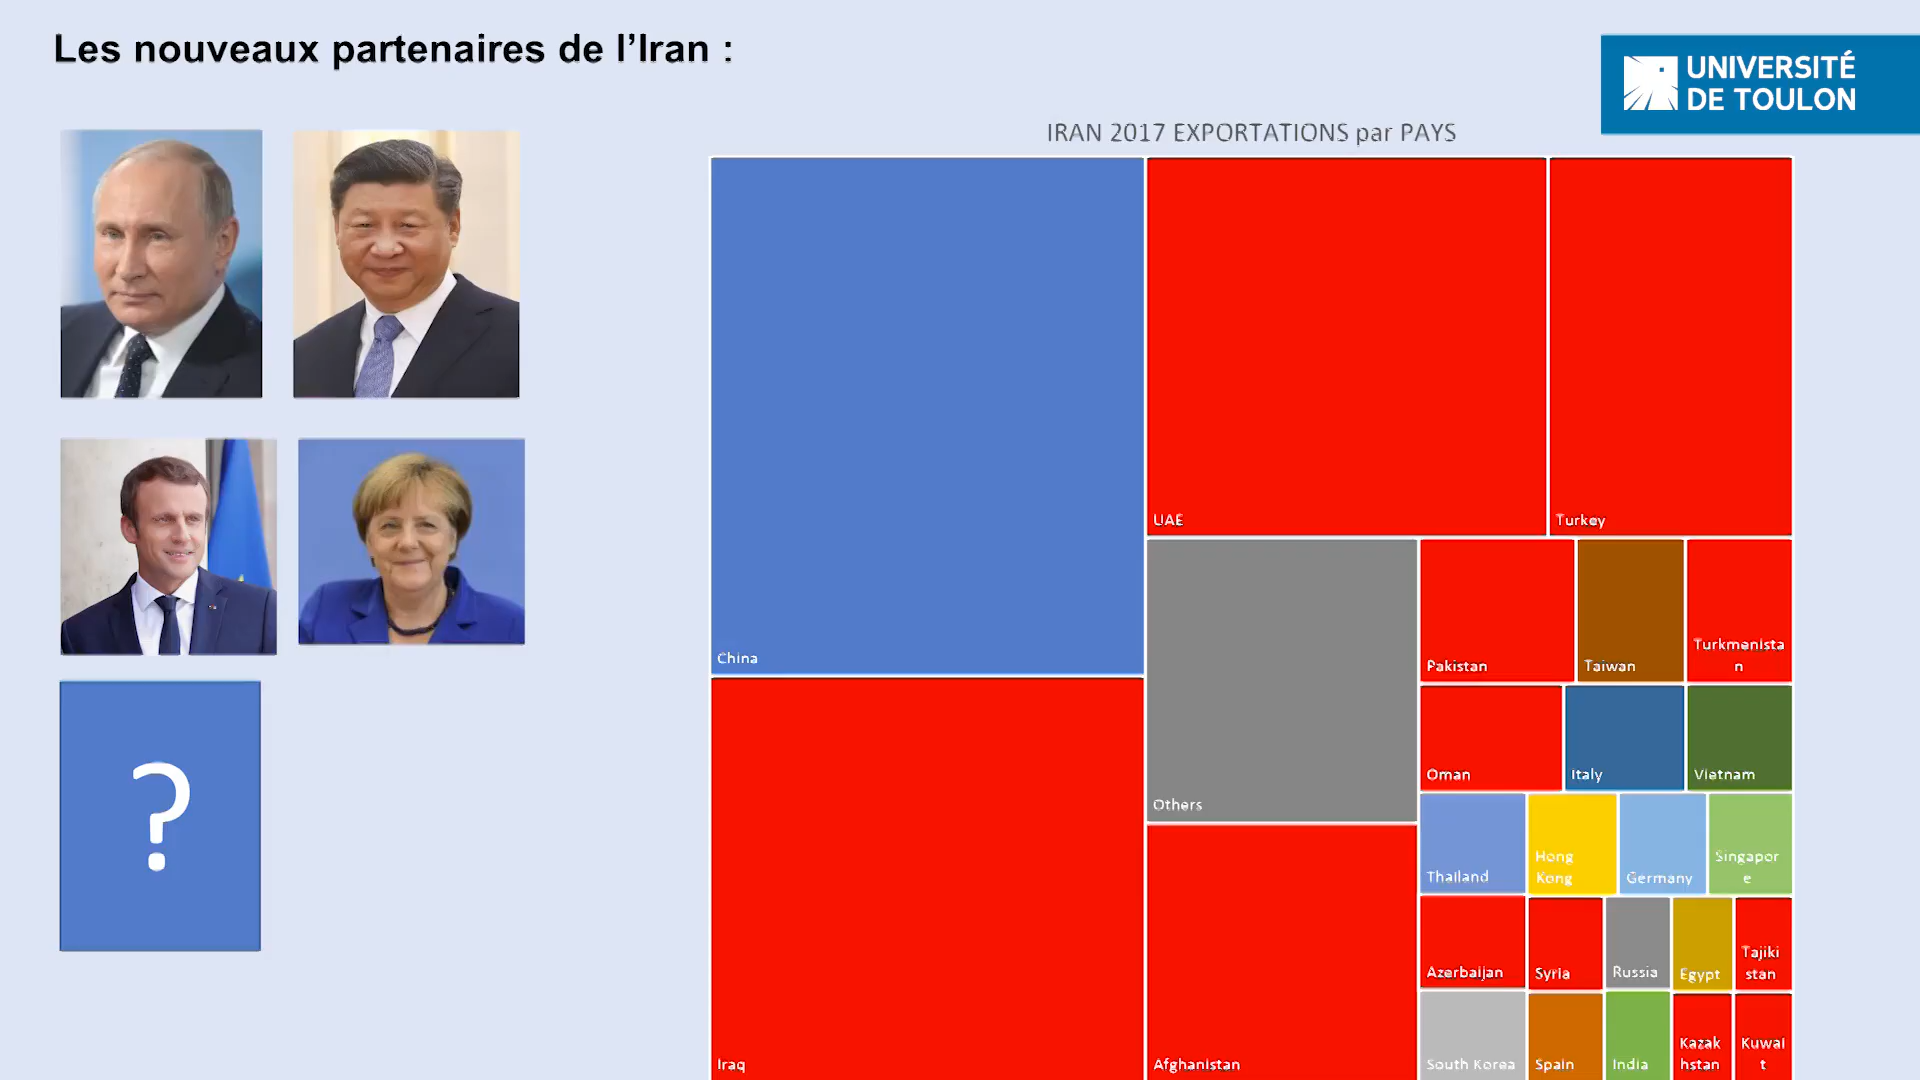 Les nouveaux partenaires de l’Iran :
UNIVERSITÉ
DE TOULON
IRAN 2017 EXPORTATIONS par PAYS
China
UAE
Turkey
Others
Pakistan
Taiwan
Turkmenista
n
Oman
Italy
Vietnam
Thailand
Hong
Kong
Germany
Singapor
e
Azerbaijan
Syria
Russia
Egypt
Tajiki
stan
Iraq
Afghanistan
South Korea
Spain
India
Kazak
hstan
Kuwai
t
?